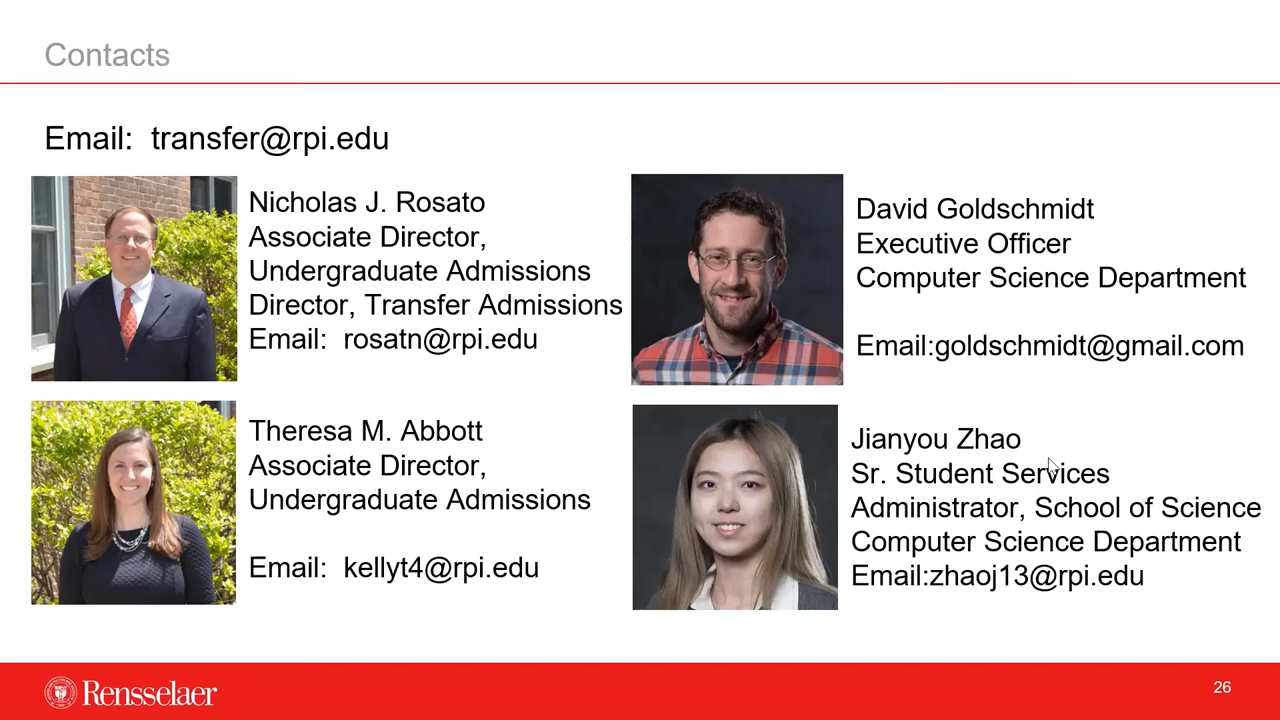 Contacts
Email:  transfer@rpi.edu
Nicholas J. Rosato
Associate Director,
Undergraduate Admissions
Director, Transfer Admissions
Email:  rosatn@rpi.edu
David Goldschmidt
Executive Officer
Computer Science Department
Email:goldschmidt@gmail.com
Theresa M. Abbott
Associate Director,
Undergraduate Admissions
Email:  kellyt4@rpi.edu
Jianyou Zhao
Sr. Student Services
Administrator, School of Science
Computer Science Department
Email:zhaoj13@rpi.edu
Rensselaer
26